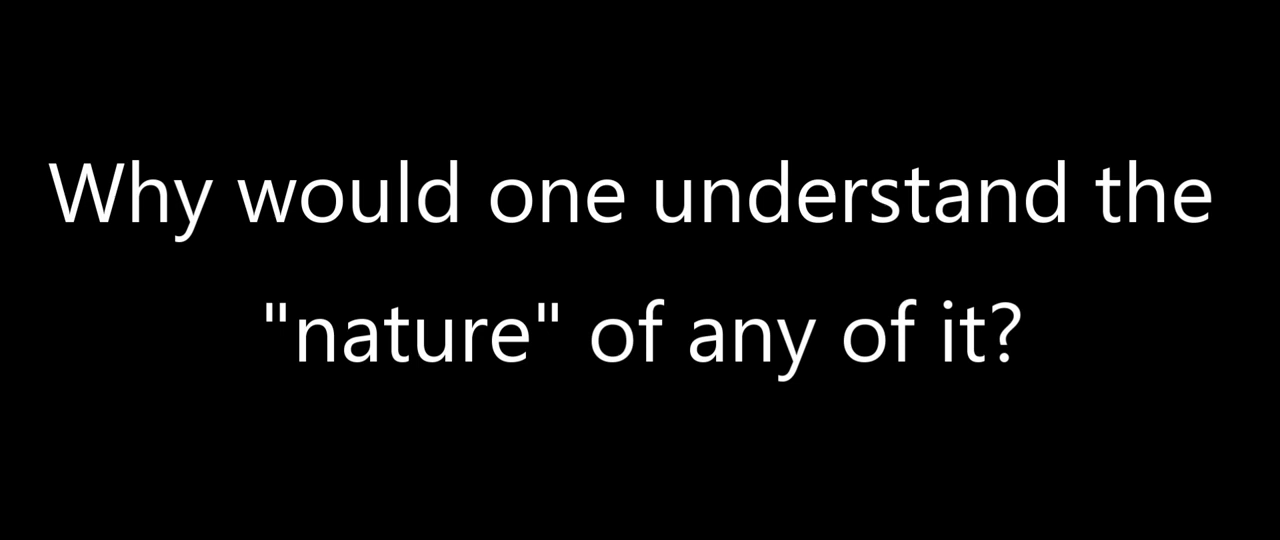 Why would one understand the
"nature" of any of it?